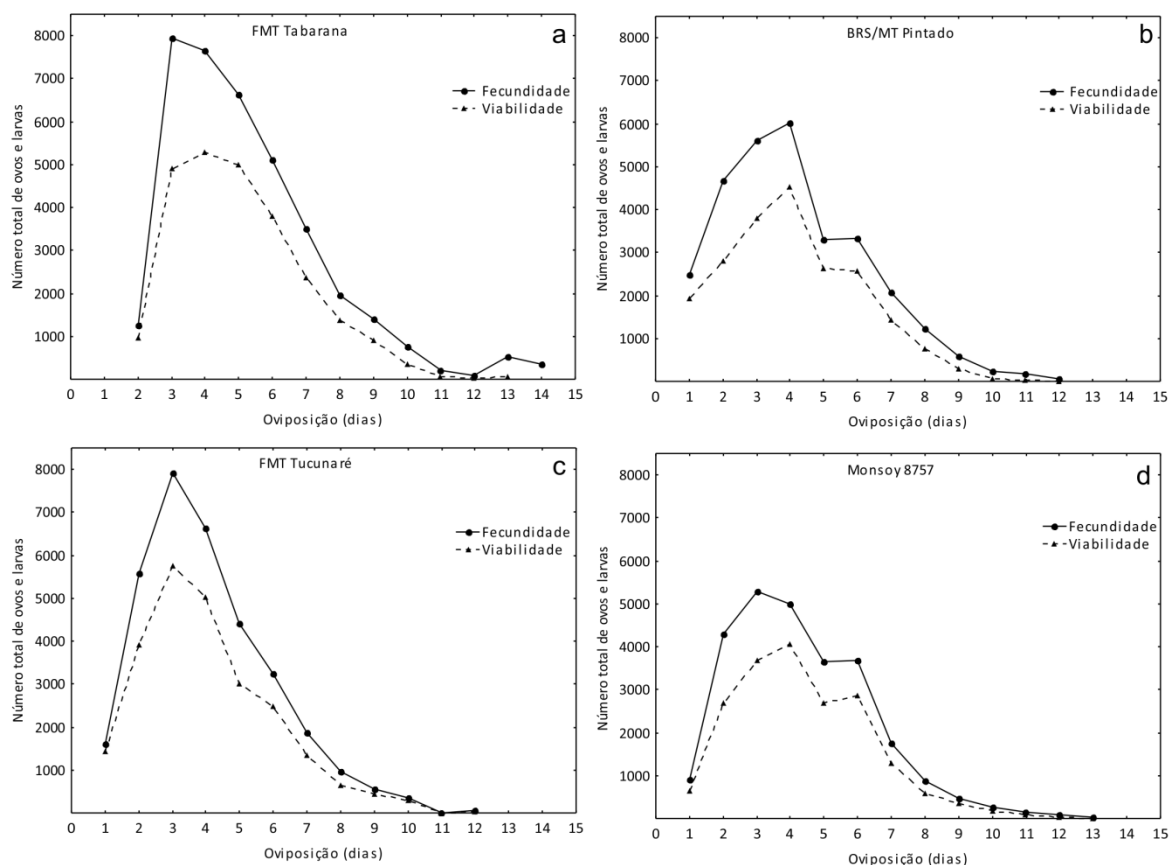 FMT Tabarana
a
Fecundidade
Viabilidade
Número total de ovos e larvas
8000
7000
6000
5000
4000
3000
2000
1000
0 1 2 3 4 5 6 7 8 9 10 11 12 13 14 15
Oviposição (dias)
BRS/MT Pintado
b
Fecundidade
Viabilidade
Número total de ovos e larvas
8000
7000
6000
5000
4000
3000
2000
1000
0 1 2 3 4 5 6 7 8 9 10 11 12 13 14 15
Oviposição (dias)
FMT Tucunaré
c
Fecundidade
Viabilidade
Número total de ovos e larvas
8000
7000
6000
5000
4000
3000
2000
1000
0 1 2 3 4 5 6 7 8 9 10 11 12 13 14 15
Oviposição (dias)
Monsoy 8757
d
Fecundidade
Viabilidade
Número total de ovos e larvas
8000
7000
6000
5000
4000
3000
2000
1000
0 1 2 3 4 5 6 7 8 9 10 11 12 13 14 15
Oviposição (dias)